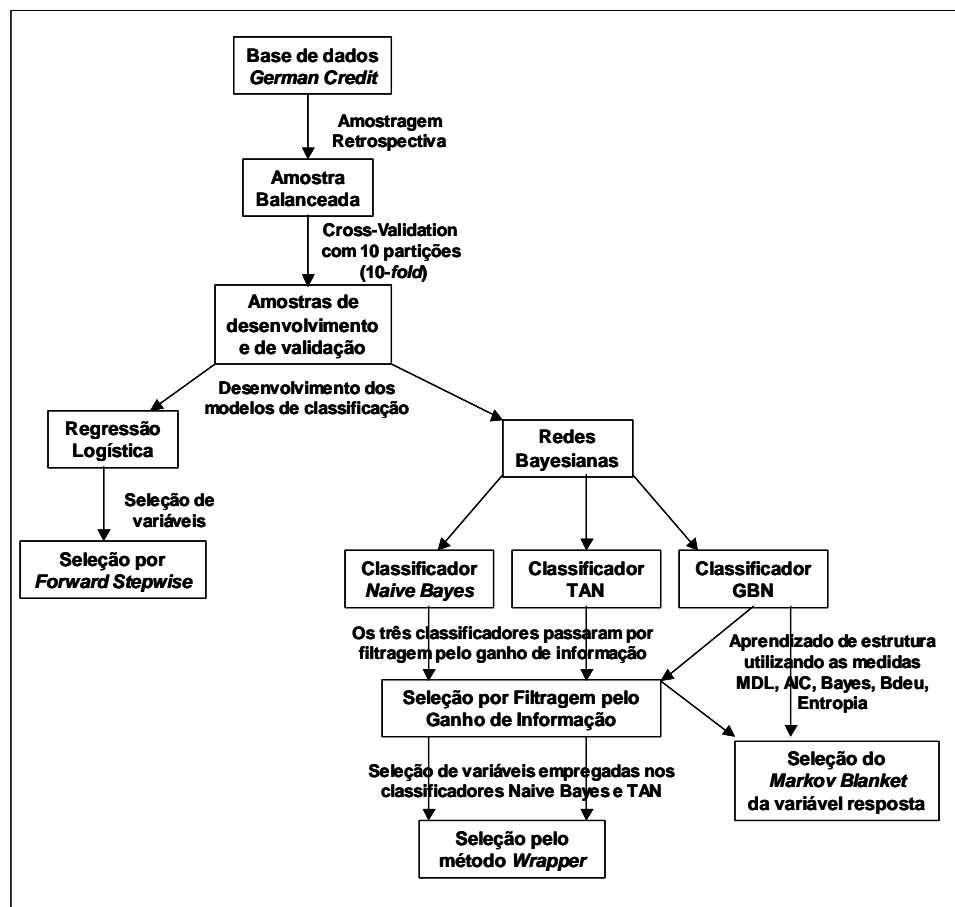 Base de dados
German Credit
Amostragem
Retrospectiva
Amostra
Balanceada
Cross-Validation
com 10 partições
(10-fold)
Amostras de
desenvolvimento
e de validação
Desenvolvimento dos
modelos de classificação
Regressão
Logística
Redes
Bayesianas
Seleção de
variáveis
Seleção por
Forward Stepwise
Classificador
Naive Bayes
Classificador
TAN
Classificador
GBN
Os três classificadores passaram por
filtragem pelo ganho de informação
Aprendizado de estrutura
utilizando as medidas
MDL, AIC, Bayes, Bdeu,
Entropia
Seleção por Filtragem pelo
Ganho de Informação
Seleção do
Markov Blanket
da variável resposta
Seleção de variáveis empregadas nos
classificadores Naive Bayes e TAN
Seleção pelo
método Wrapper